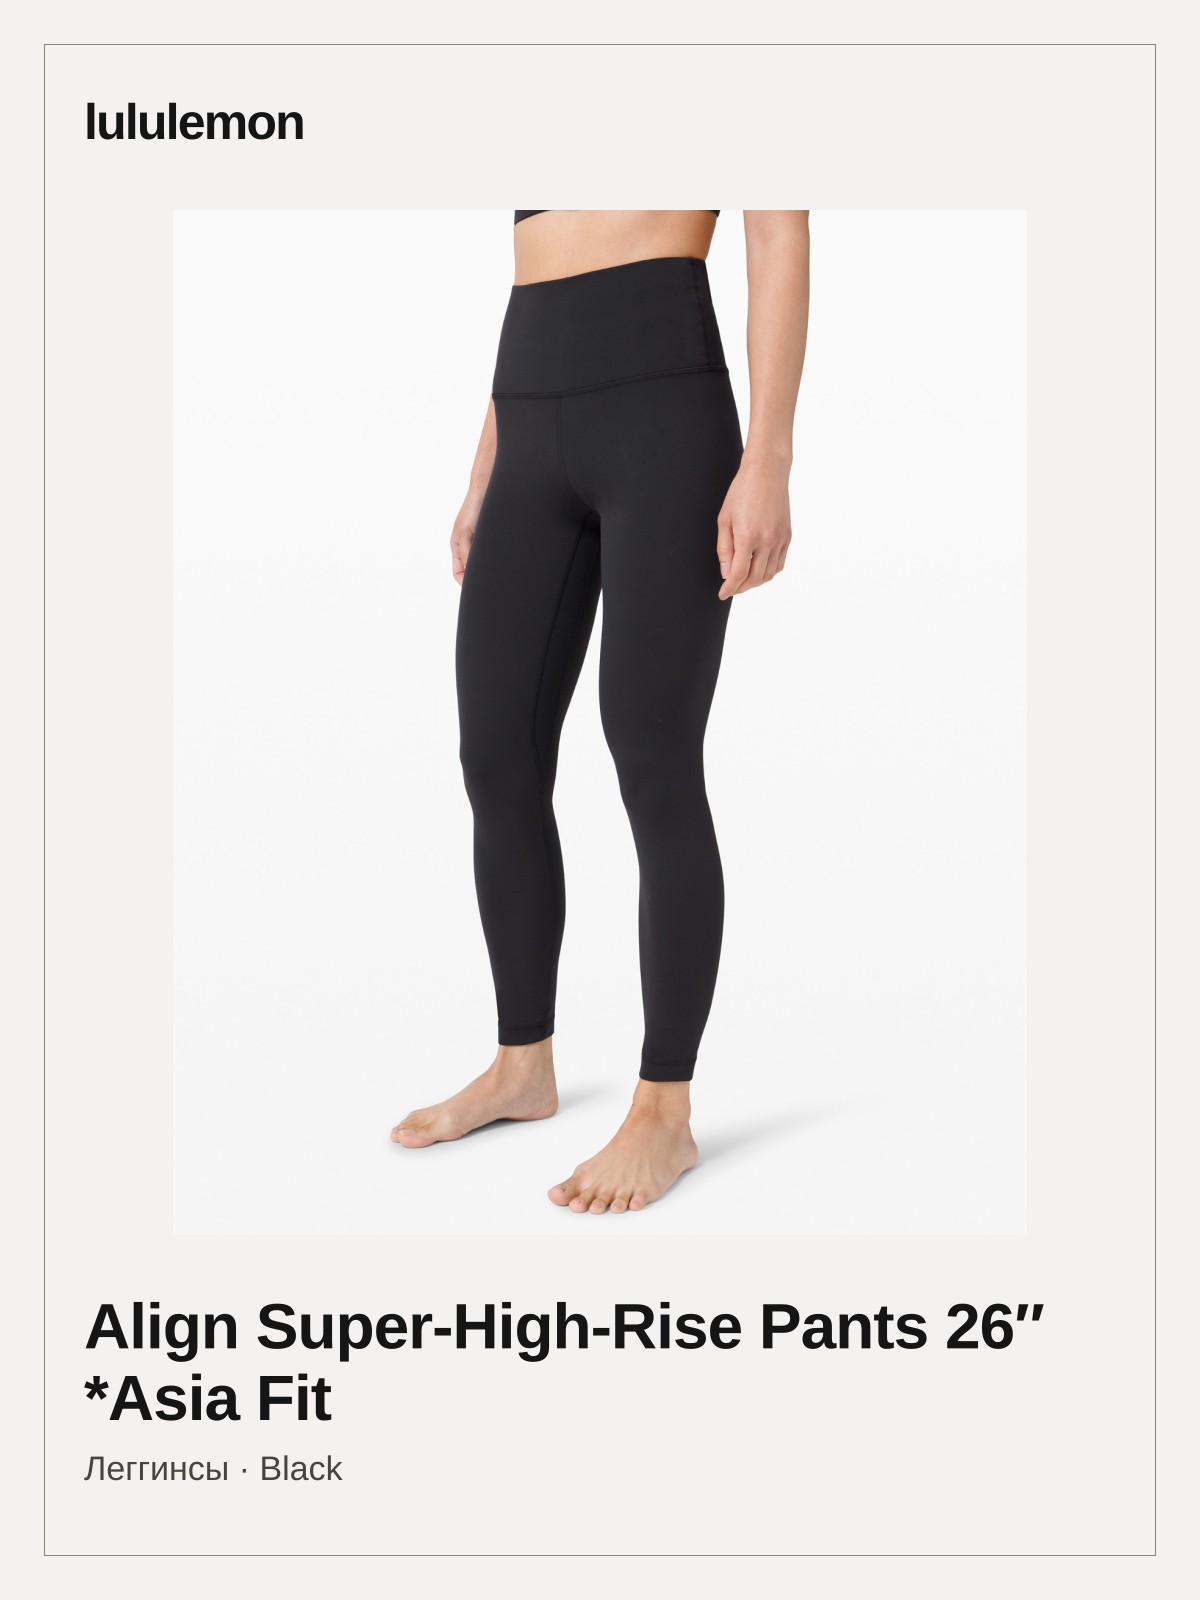 lululemon
Align Super-High-Rise Pants 26″
*Asia Fit
Леггинсы · Black